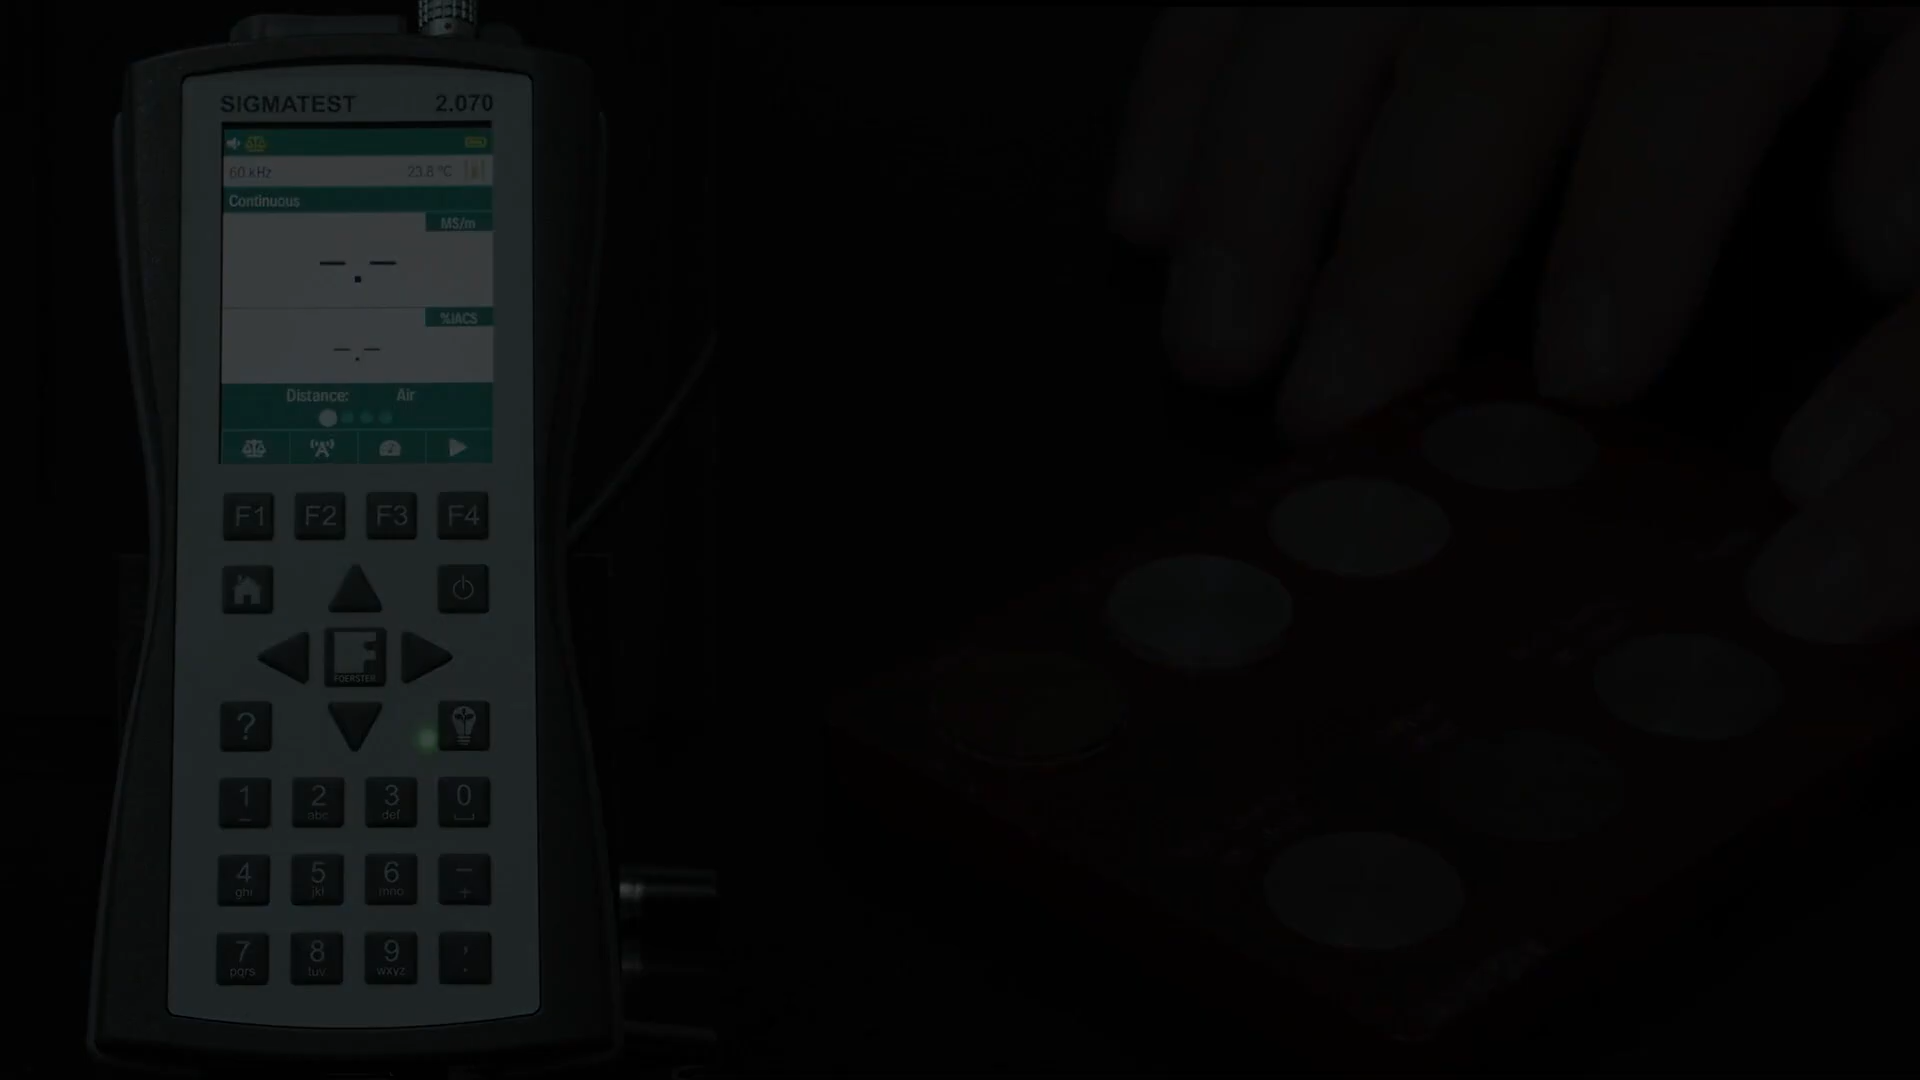 SIGMATEST 2.070
60 kHz 23.8 °C
Continuous
MS/m
--.--
%IACS
--.--
Distance: Air
F1 F2 F3 F4
FOERSTER
?
1 2 3 0
_ abc def
4 5 6 −
ghi jkl mno +
7 8 9 ,
pqrs tuv wxyz .